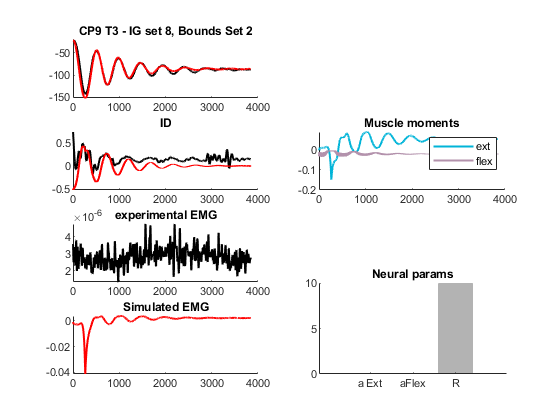 CP9 T3 - IG set 8, Bounds Set 2
-50
-100
-150
0 1000 2000 3000 4000
ID
0.5
0
-0.5
0 1000 2000 3000 4000
Muscle moments
0
-0.1
-0.2
0 1000 2000 3000 4000
ext
flex
×10^-6 experimental EMG
4
3
2
0 1000 2000 3000 4000
Simulated EMG
0
-0.02
-0.04
0 1000 2000 3000 4000
Neural params
10
5
0
a Ext aFlex R